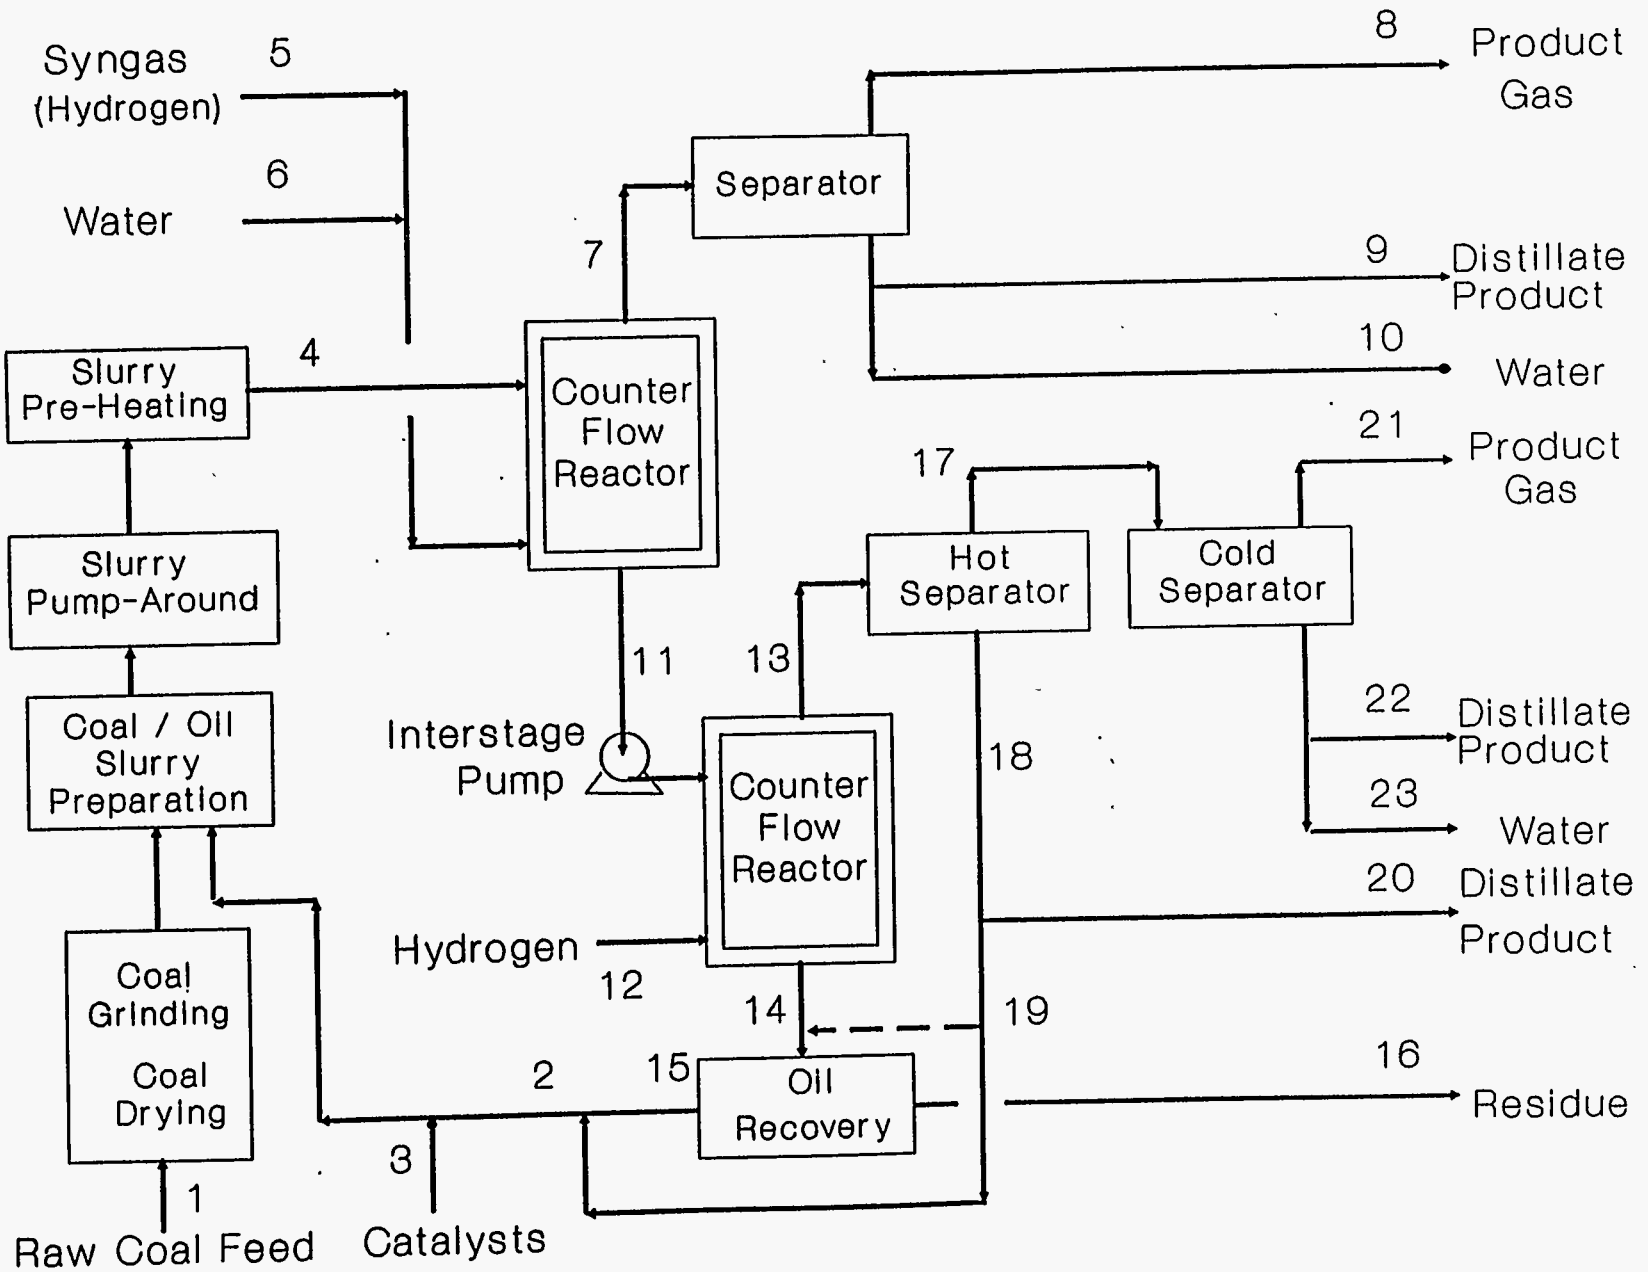 Syngas
(Hydrogen)
5
Water
6
8
Product
Gas
Separator
7
9
Distillate
Product
10
Water
Slurry
Pre-Heating
4
Counter
Flow
Reactor
21
Product
Gas
17
Slurry
Pump-Around
Hot
Separator
Cold
Separator
11
13
Coal / Oil
Slurry
Preparation
Interstage
Pump
18
22
Distillate
Product
Counter
Flow
Reactor
23
Water
20
Distillate
Product
Coal
Grinding
Coal
Drying
Hydrogen
12
14
19
15
Oil
Recovery
2
16
Residue
3
1
Raw Coal Feed
Catalysts